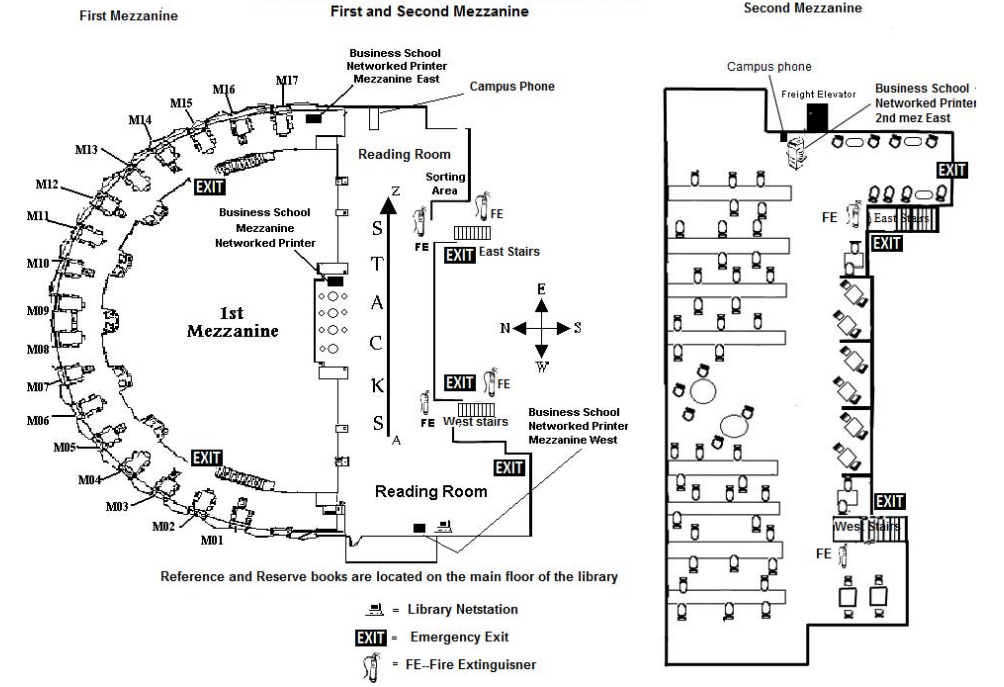 First Mezzanine
First and Second Mezzanine
Second Mezzanine
Business School
Networked Printer
Mezzanine East
Campus Phone
M17
M16
M15
M14
M13
M12
M11
M10
M09
M08
M07
M06
M05
M04
M03
M02
M01
Reading Room
Sorting
Area
EXIT
Business School
Mezzanine
Networked Printer
Z
S
T
A
C
K
S
A
FE
FE
EXIT
East Stairs
1st
Mezzanine
E
N
S
W
EXIT
FE
FE
West stairs
Business School
Networked Printer
Mezzanine West
EXIT
EXIT
Reading Room
Campus phone
Freight Elevator
Business School
Networked Printer
2nd mez East
EXIT
FE
East Stairs
EXIT
EXIT
West Stairs
FE
Reference and Reserve books are located on the main floor of the library
= Library Netstation
EXIT = Emergency Exit
= FE--Fire Extinguisner